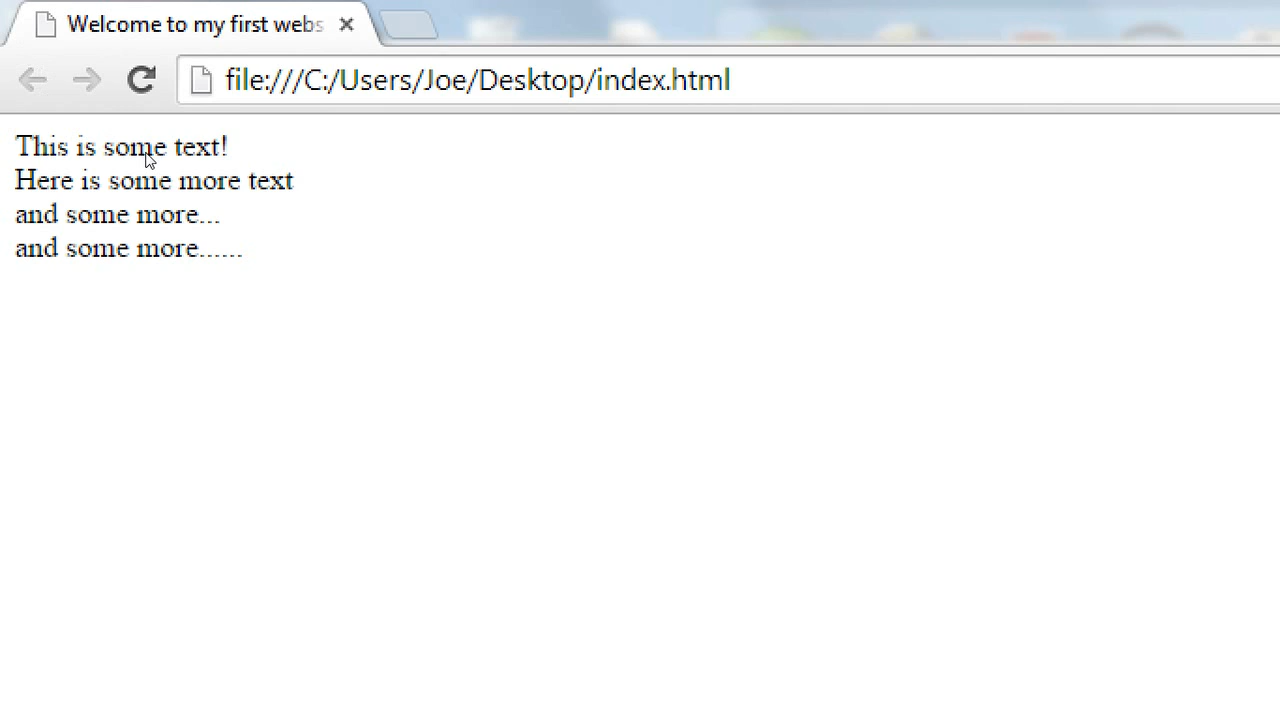 Welcome to my first webs
file:///C:/Users/Joe/Desktop/index.html
This is some text!
Here is some more text
and some more...
and some more......